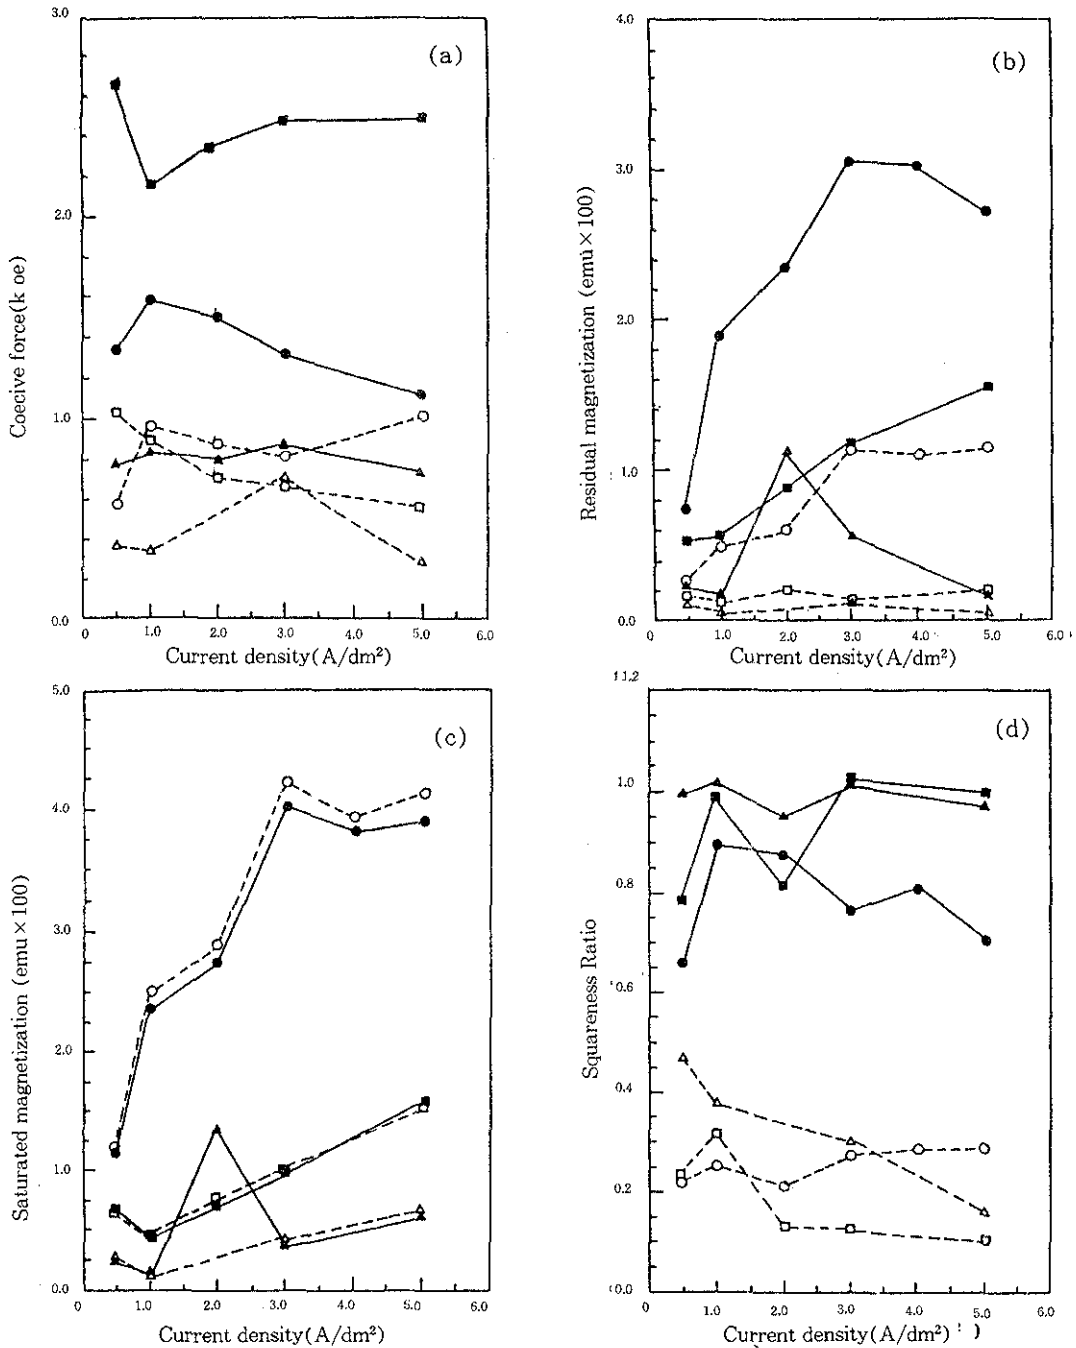 (a)
Coecive force(k oe)
3.0
2.0
1.0
0.0
0 1.0 2.0 3.0 4.0 5.0 6.0
Current density(A/dm²)
(b)
Residual magnetization (emu×100)
4.0
3.0
2.0
1.0
0.0
0 1.0 2.0 3.0 4.0 5.0 6.0
Current density(A/dm²)
(c)
Saturated magnetization (emu×100)
5.0
4.0
3.0
2.0
1.0
0.0
0 1.0 2.0 3.0 4.0 5.0 6.0
Current density(A/dm²)
(d)
Squareness Ratio
11.2
1.0
0.8
0.6
0.4
0.2
0.0
0 1.0 2.0 3.0 4.0 5.0 6.0
Current density(A/dm²)